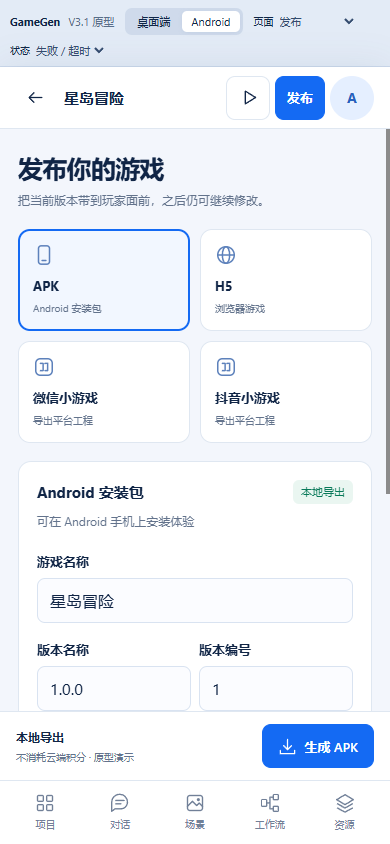 GameGen V3.1 原型 桌面端 Android 页面 发布
状态 失败 / 超时
星岛冒险 发布 A
发布你的游戏
把当前版本带到玩家面前，之后仍可继续修改。
APK
Android 安装包
H5
浏览器游戏
微信小游戏
导出平台工程
抖音小游戏
导出平台工程
Android 安装包 本地导出
可在 Android 手机上安装体验
游戏名称
星岛冒险
版本名称 版本编号
1.0.0 1
本地导出
不消耗云端积分 · 原型演示
生成 APK
项目 对话 场景 工作流 资源